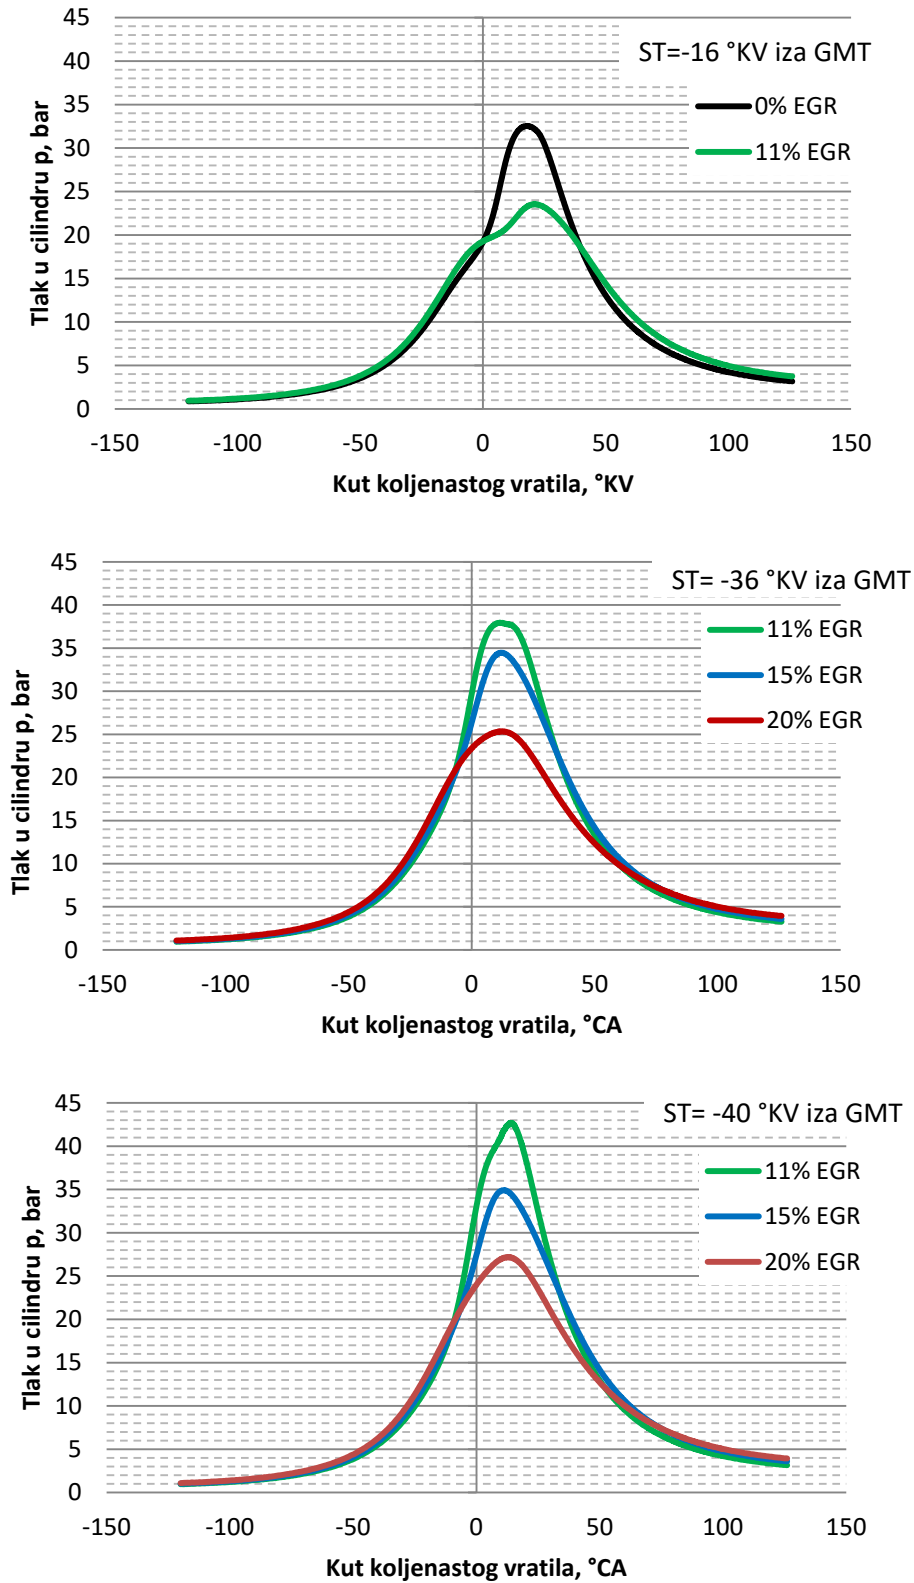 45
40
35
30
25
20
15
10
5
0
Tlak u cilindru p, bar
ST=-16 °KV iza GMT
0% EGR
11% EGR
-150 -100 -50 0 50 100 150
Kut koljenastog vratila, °KV
45
40
35
30
25
20
15
10
5
0
Tlak u cilindru p, bar
ST= -36 °KV iza GMT
11% EGR
15% EGR
20% EGR
-150 -100 -50 0 50 100 150
Kut koljenastog vratila, °CA
45
40
35
30
25
20
15
10
5
0
Tlak u cilindru p, bar
ST= -40 °KV iza GMT
11% EGR
15% EGR
20% EGR
-150 -100 -50 0 50 100 150
Kut koljenastog vratila, °CA